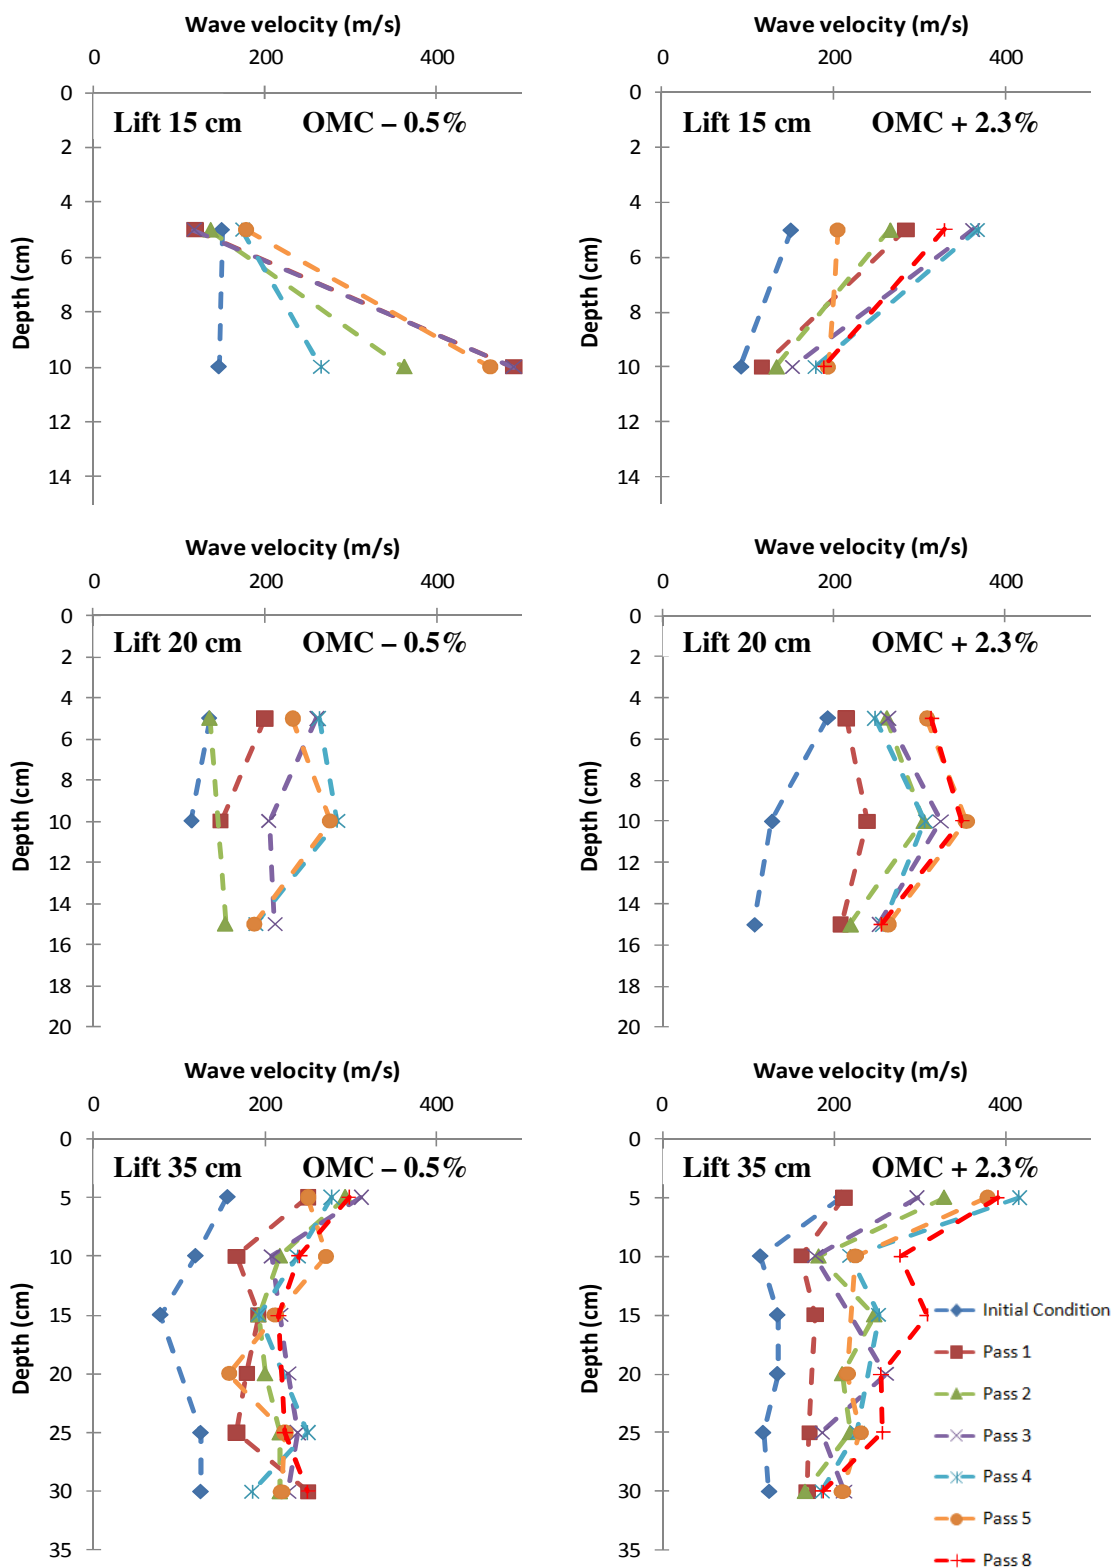 Wave velocity (m/s)
0 200 400
0
2
4
6
8
10
12
14
Depth (cm)
Lift 15 cm OMC – 0.5%
Wave velocity (m/s)
0 200 400
0
2
4
6
8
10
12
14
Depth (cm)
Lift 15 cm OMC + 2.3%
Wave velocity (m/s)
0 200 400
0
2
4
6
8
10
12
14
16
18
20
Depth (cm)
Lift 20 cm OMC – 0.5%
Wave velocity (m/s)
0 200 400
0
2
4
6
8
10
12
14
16
18
20
Depth (cm)
Lift 20 cm OMC + 2.3%
Wave velocity (m/s)
0 200 400
0
5
10
15
20
25
30
35
Depth (cm)
Lift 35 cm OMC – 0.5%
Wave velocity (m/s)
0 200 400
0
5
10
15
20
25
30
35
Depth (cm)
Lift 35 cm OMC + 2.3%
Initial Condition
Pass 1
Pass 2
Pass 3
Pass 4
Pass 5
Pass 8